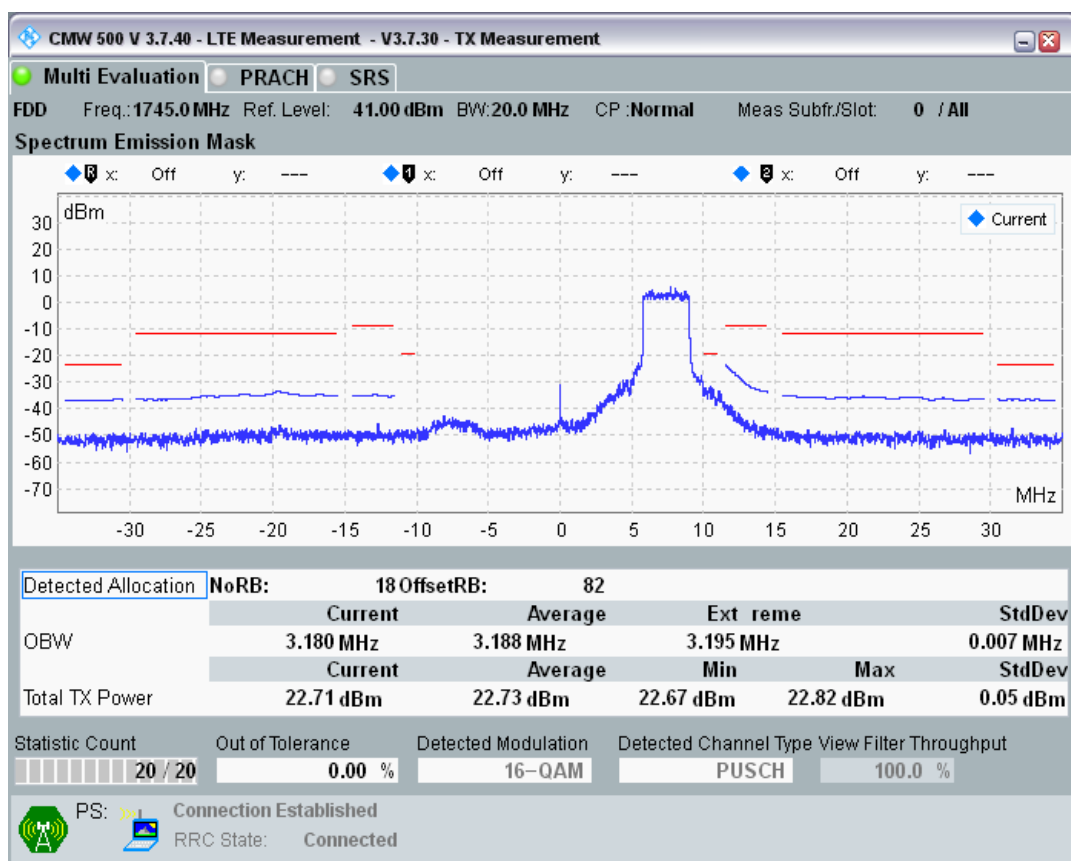 CMW 500 V 3.7.40 - LTE Measurement - V3.7.30 - TX Measurement
Multi Evaluation PRACH SRS
FDD Freq.: 1745.0 MHz Ref. Level: 41.00 dBm BW: 20.0 MHz CP : Normal Meas Subfr./Slot: 0 / All
Spectrum Emission Mask
R x: Off y: --- 1 x: Off y: --- 2 x: Off y: ---
dBm
Current
30
20
10
0
-10
-20
-30
-40
-50
-60
-70
MHz
-30 -25 -20 -15 -10 -5 0 5 10 15 20 25 30
Detected Allocation NoRB: 18 OffsetRB: 82
Current Average Ext reme StdDev
OBW 3.180 MHz 3.188 MHz 3.195 MHz 0.007 MHz
Current Average Min Max StdDev
Total TX Power 22.71 dBm 22.73 dBm 22.67 dBm 22.82 dBm 0.05 dBm
Statistic Count Out of Tolerance Detected Modulation Detected Channel Type View Filter Throughput
20 / 20 0.00 % 16-QAM PUSCH 100.0 %
PS: Connection Established
RRC State: Connected